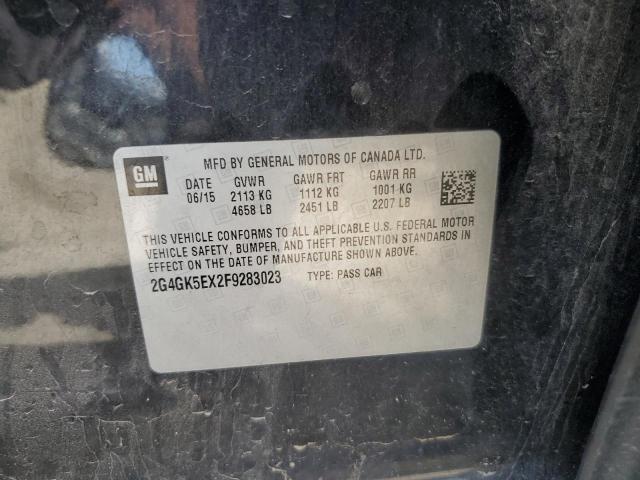 GM
MFD BY GENERAL MOTORS OF CANADA LTD.
DATE GVWR GAWR FRT GAWR RR
06/15 2113 KG 1112 KG 1001 KG
4658 LB 2451 LB 2207 LB
THIS VEHICLE CONFORMS TO ALL APPLICABLE U.S. FEDERAL MOTOR
VEHICLE SAFETY, BUMPER, AND THEFT PREVENTION STANDARDS IN
EFFECT ON THE DATE OF MANUFACTURE SHOWN ABOVE.
2G4GK5EX2F9283023 TYPE: PASS CAR